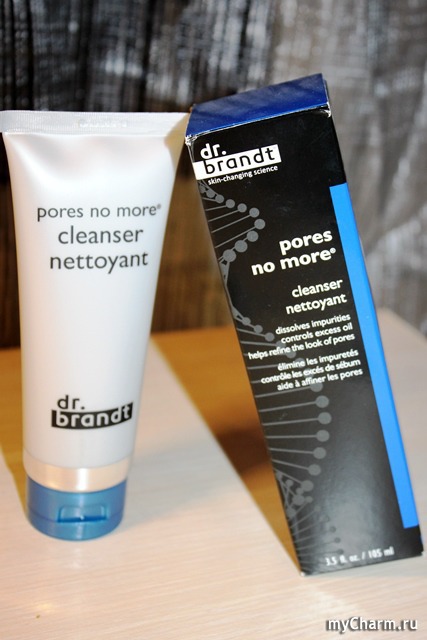 pores no more®
cleanser
nettoyant
dr.
brandt
dr.
brandt
skin-changing science
pores
no more®
cleanser
nettoyant
dissolves impurities
controls excess oil
helps refine the look of pores
élimine les impuretés
contrôle les excés de sébum
aide à affiner les pores
3.5 fl. oz. / 105 ml
myCharm.ru